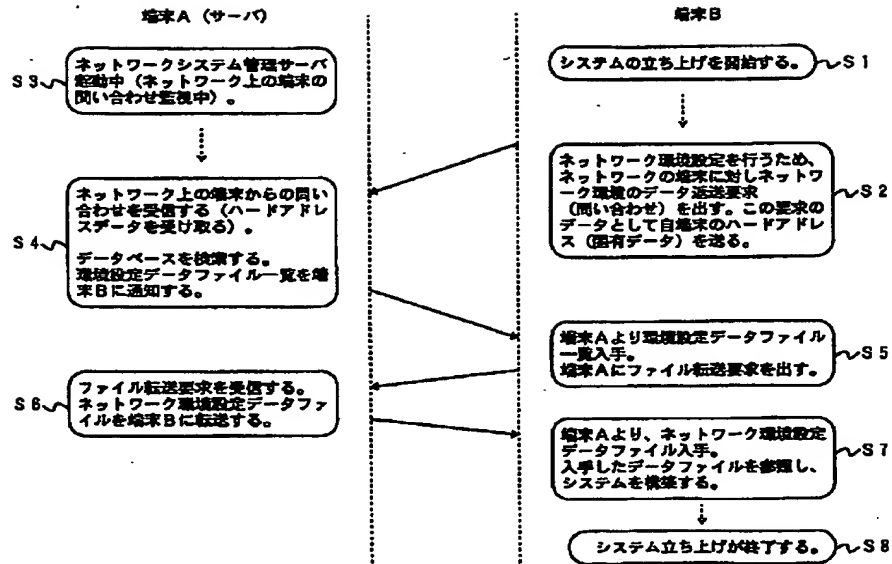 端末A（サーバ）
端末B
S3
ネットワークシステム管理サーバ
起動中（ネットワーク上の端末の
問い合わせ監視中）。
システムの立ち上げを開始する。
S1
ネットワーク環境設定を行うため、
ネットワークの端末に対しネットワ
ーク環境のデータ返送要求
（問い合わせ）を出す。この要求の
データとして自端末のハードアドレ
ス（固有データ）を送る。
S2
S4
ネットワーク上の端末からの問い
合わせを受信する（ハードアドレ
スデータを受け取る）。
データベースを検索する。
環境設定データファイル一覧を端
末Bに通知する。
端末Aより環境設定データファイル
一覧入手。
端末Aにファイル転送要求を出す。
S5
S6
ファイル転送要求を受信する。
ネットワーク環境設定データファ
イルを端末Bに転送する。
端末Aより、ネットワーク環境設定
データファイル入手。
入手したデータファイルを参照し、
システムを構築する。
S7
システム立ち上げが終了する。
S8